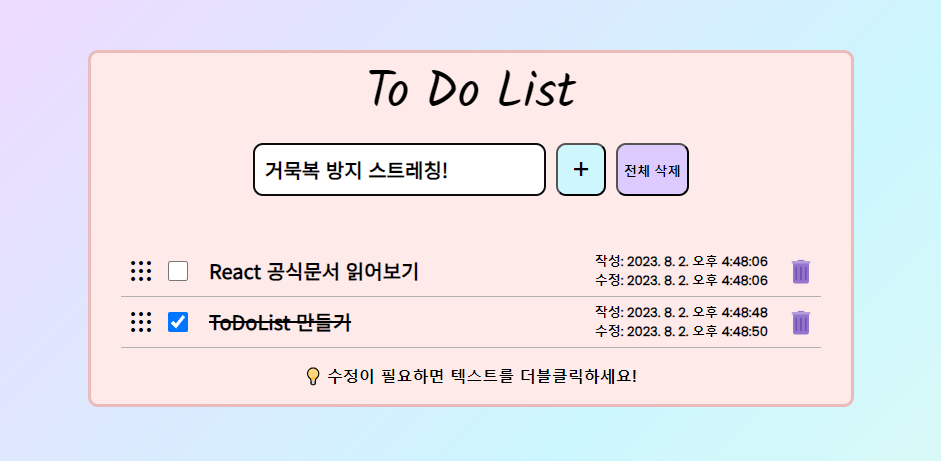 To Do List
거묵복 방지 스트레칭!
+
전체 삭제
React 공식문서 읽어보기
작성: 2023. 8. 2. 오후 4:48:06
수정: 2023. 8. 2. 오후 4:48:06
ToDoList 만들기
작성: 2023. 8. 2. 오후 4:48:48
수정: 2023. 8. 2. 오후 4:48:50
수정이 필요하면 텍스트를 더블클릭하세요!